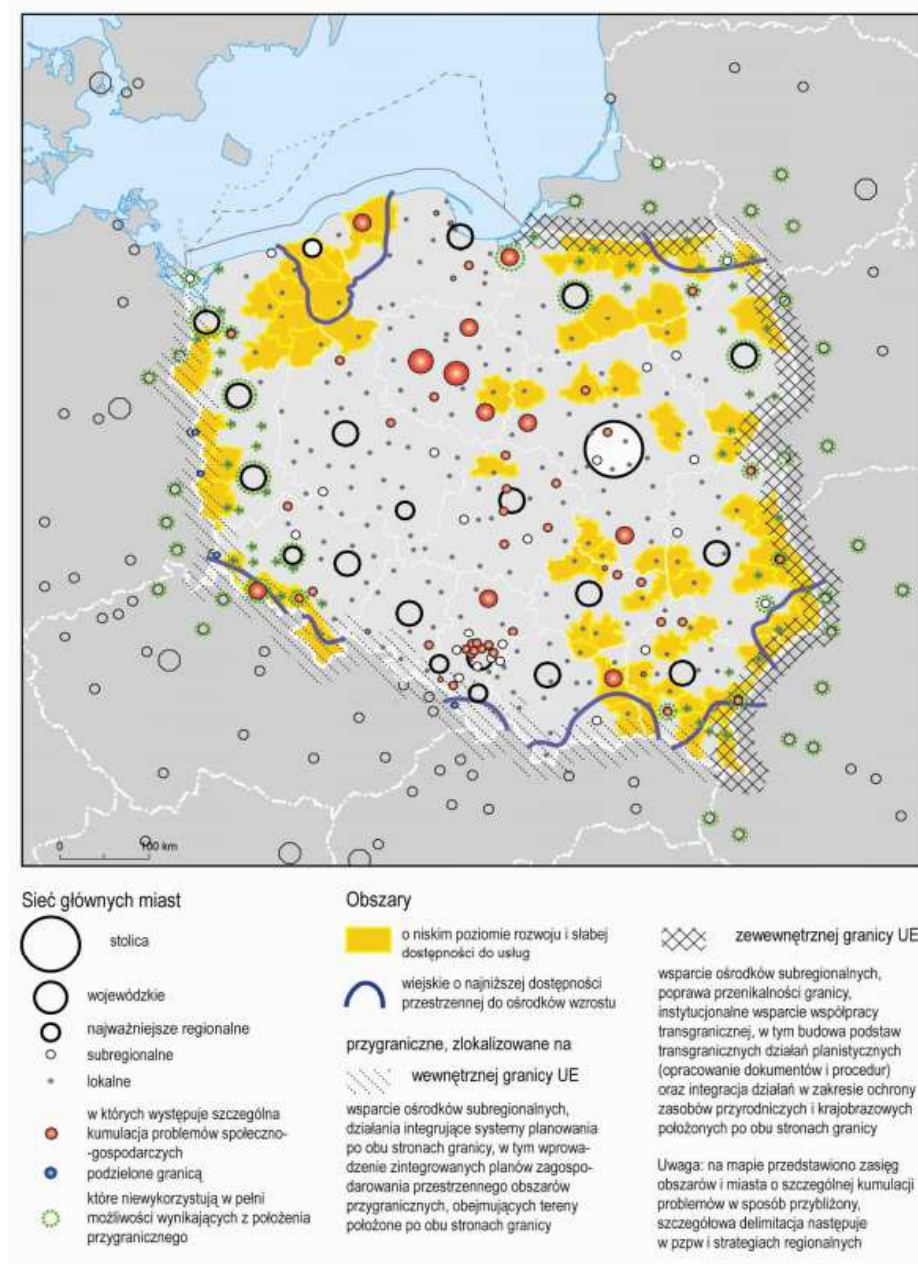 0
100 km
Sieć głównych miast
stolica
wojewódzkie
najważniejsze regionalne
subregionalne
lokalne
w których występuje szczególna
kumulacja problemów społeczno-
-gospodarczych
podzielone granicą
które niewykorzystują w pełni
możliwości wynikających z położenia
przygranicznego
Obszary
o niskim poziomie rozwoju i słabej
dostępności do usług
wiejskie o najniższej dostępności
przestrzennej do ośrodków wzrostu
przygraniczne, zlokalizowane na
wewnętrznej granicy UE
wsparcie ośrodków subregionalnych,
działania integrujące systemy planowania
po obu stronach granicy, w tym wprowa-
dzenie zintegrowanych planów zagospo-
darowania przestrzennego obszarów
przygranicznych, obejmujących tereny
położone po obu stronach granicy
zewewnętrznej granicy UE
wsparcie ośrodków subregionalnych,
poprawa przenikalności granicy,
instytucjonalne wsparcie współpracy
transgranicznej, w tym budowa podstaw
transgranicznych działań planistycznych
(opracowanie dokumentów i procedur)
oraz integracja działań w zakresie ochrony
zasobów przyrodniczych i krajobrazowych
położonych po obu stronach granicy
Uwaga: na mapie przedstawiono zasięg
obszarów i miasta o szczególnej kumulacji
problemów w sposób przybliżony,
szczegółowa delimitacja następuje
w pzpw i strategiach regionalnych